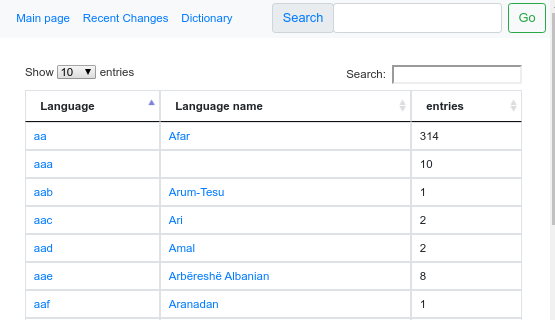 Main page Recent Changes Dictionary Search Go
Show 10 entries Search:
Language Language name entries
aa Afar 314
aaa 10
aab Arum-Tesu 1
aac Ari 2
aad Amal 2
aae Arbëreshë Albanian 8
aaf Aranadan 1